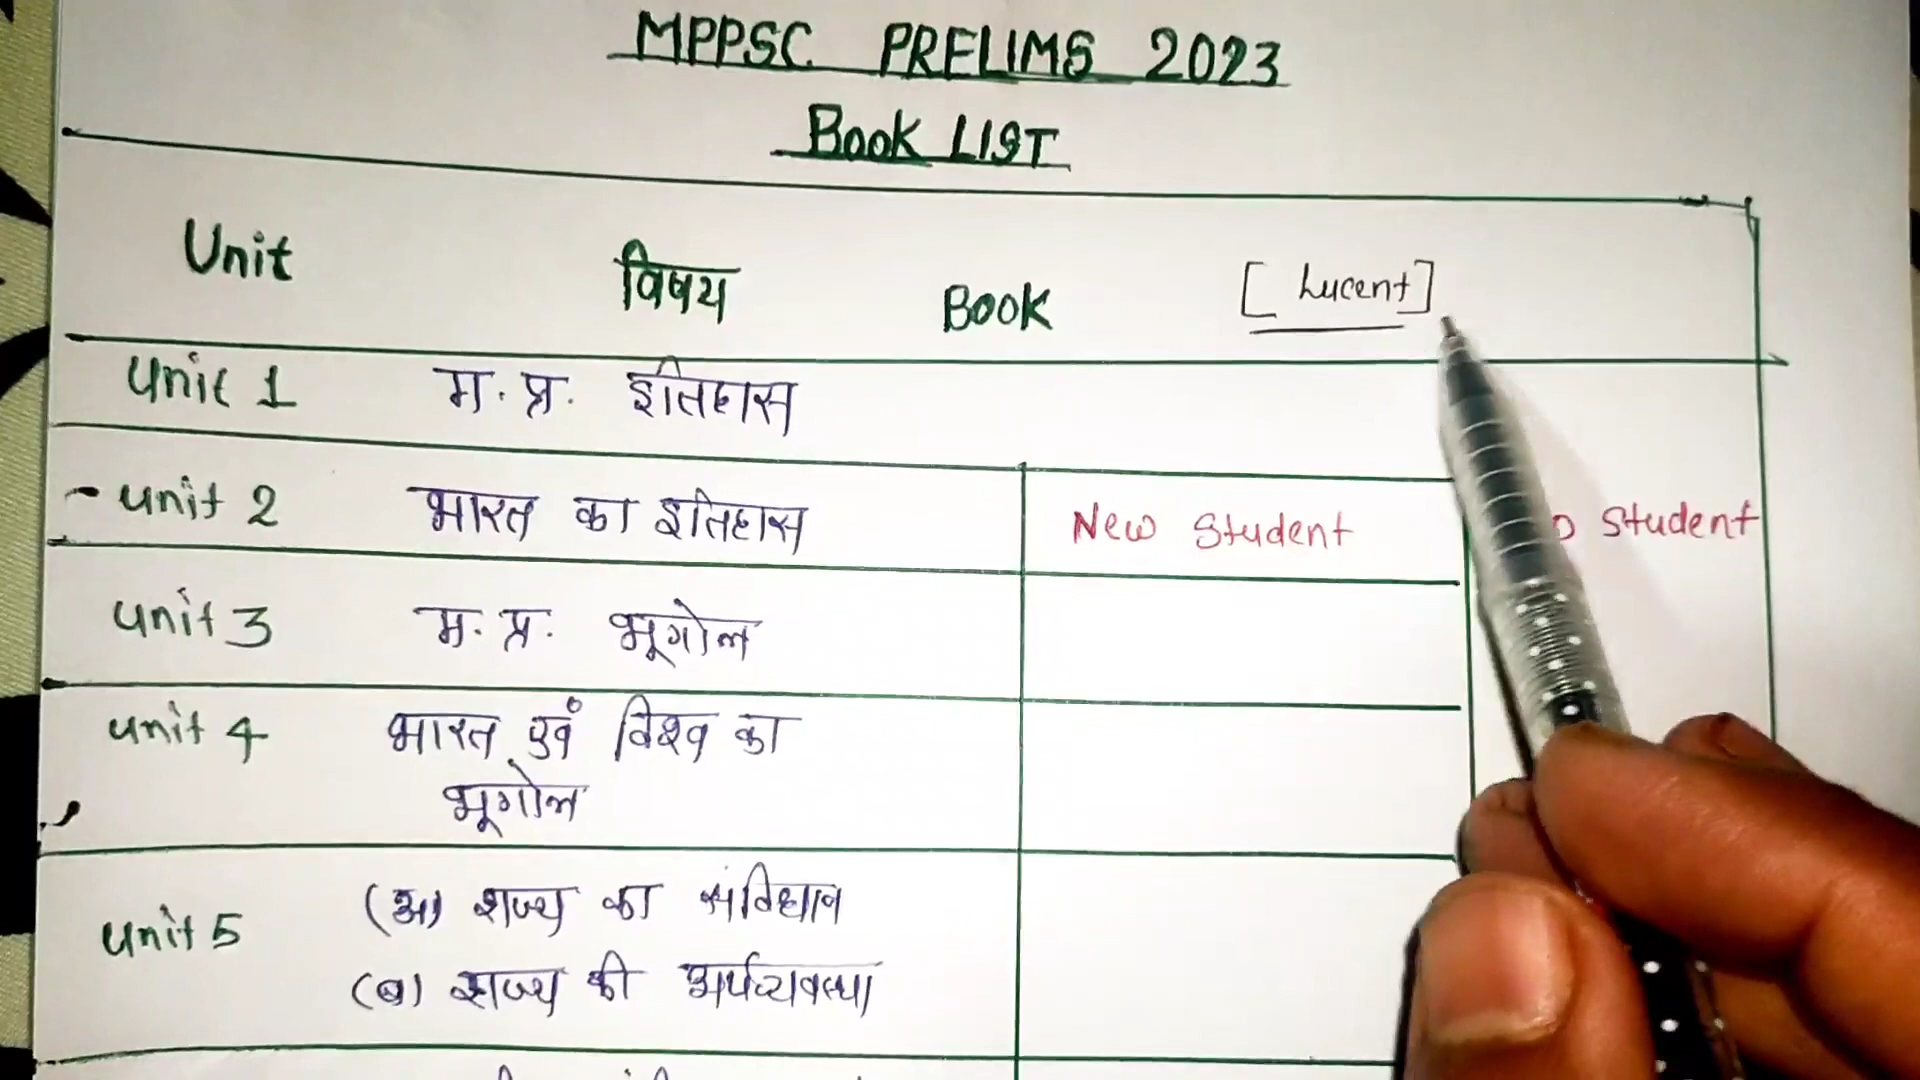 MPPSC PRELIMS 2023
Book LIST
Unit विषय Book [Lucent]
unit 1 म. प्र. इतिहास
unit 2 भारत का इतिहास New Student Student
unit 3 म. प्र. भूगोल
unit 4 भारत एवं विश्व का
भूगोल
unit 5 (अ) राज्य का संविधान
(ब) राज्य की अर्थव्यवस्था